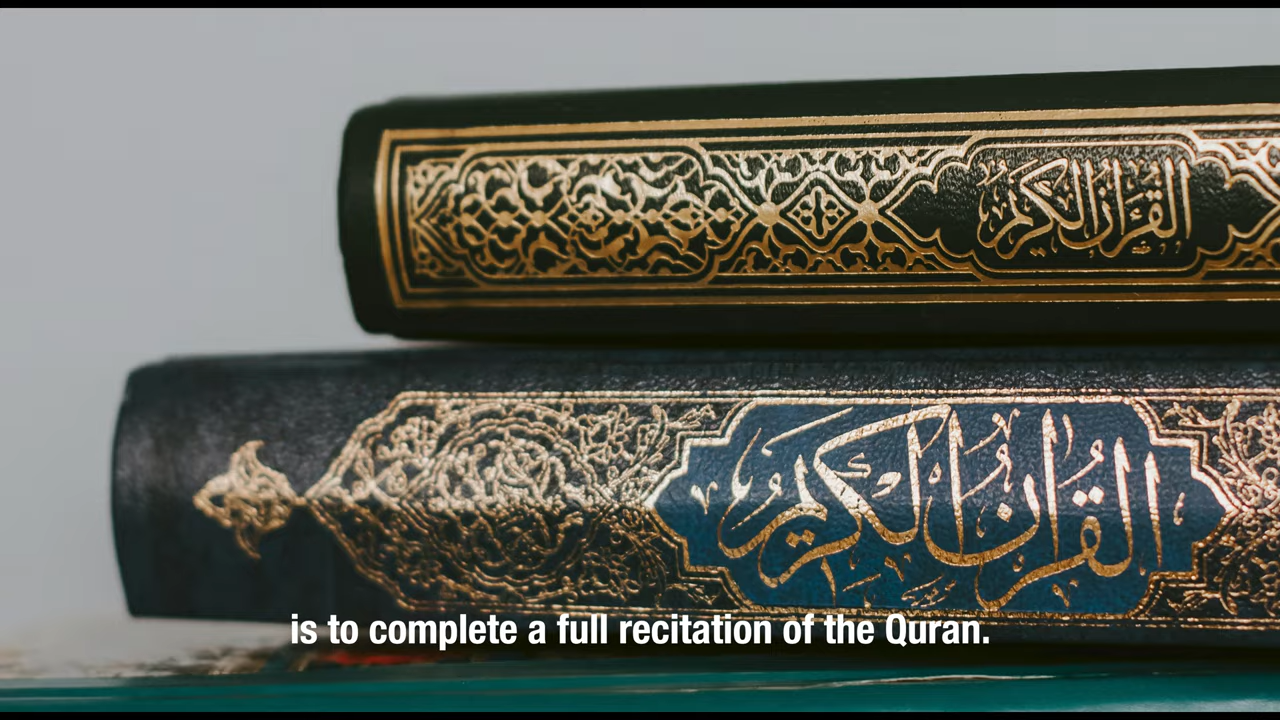 القرآن الكريم
القرآن الكريم
is to complete a full recitation of the Quran.